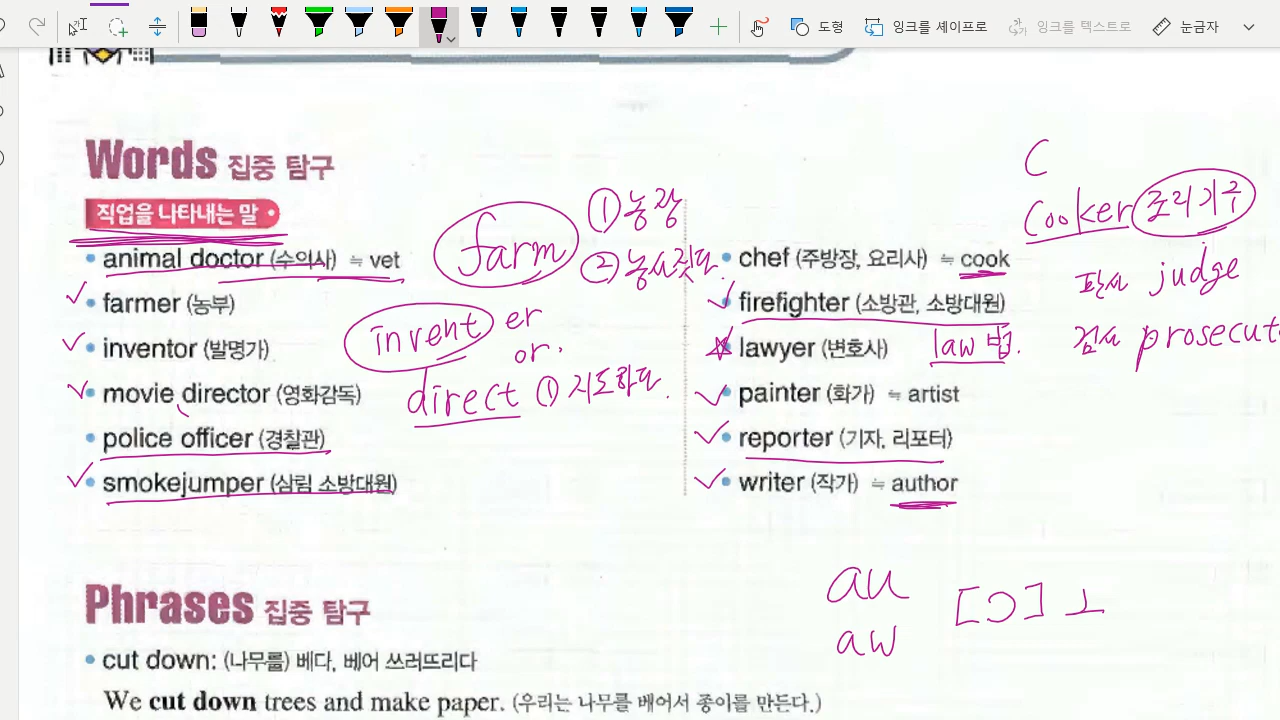 도형 잉크를 셰이프로 잉크를 텍스트로 눈금자
Words 집중 탐구
직업을 나타내는 말
animal doctor (수의사) ≒ vet
farmer (농부)
inventor (발명가)
movie director (영화감독)
police officer (경찰관)
smokejumper (삼림 소방대원)
farm ① 농장
② 농사짓다.
invent er
or.
direct ① 지도하다.
chef (주방장, 요리사) ≒ cook
firefighter (소방관, 소방대원)
lawyer (변호사) law 법.
painter (화가) ≒ artist
reporter (기자, 리포터)
writer (작가) ≒ author
C
Cooker 조리기구
판사 judge
검사 prosecut
au
aw
[ɔ] ㅗ
Phrases 집중 탐구
cut down: (나무를) 베다, 베어 쓰러뜨리다
We cut down trees and make paper. (우리는 나무를 베어서 종이를 만든다.)